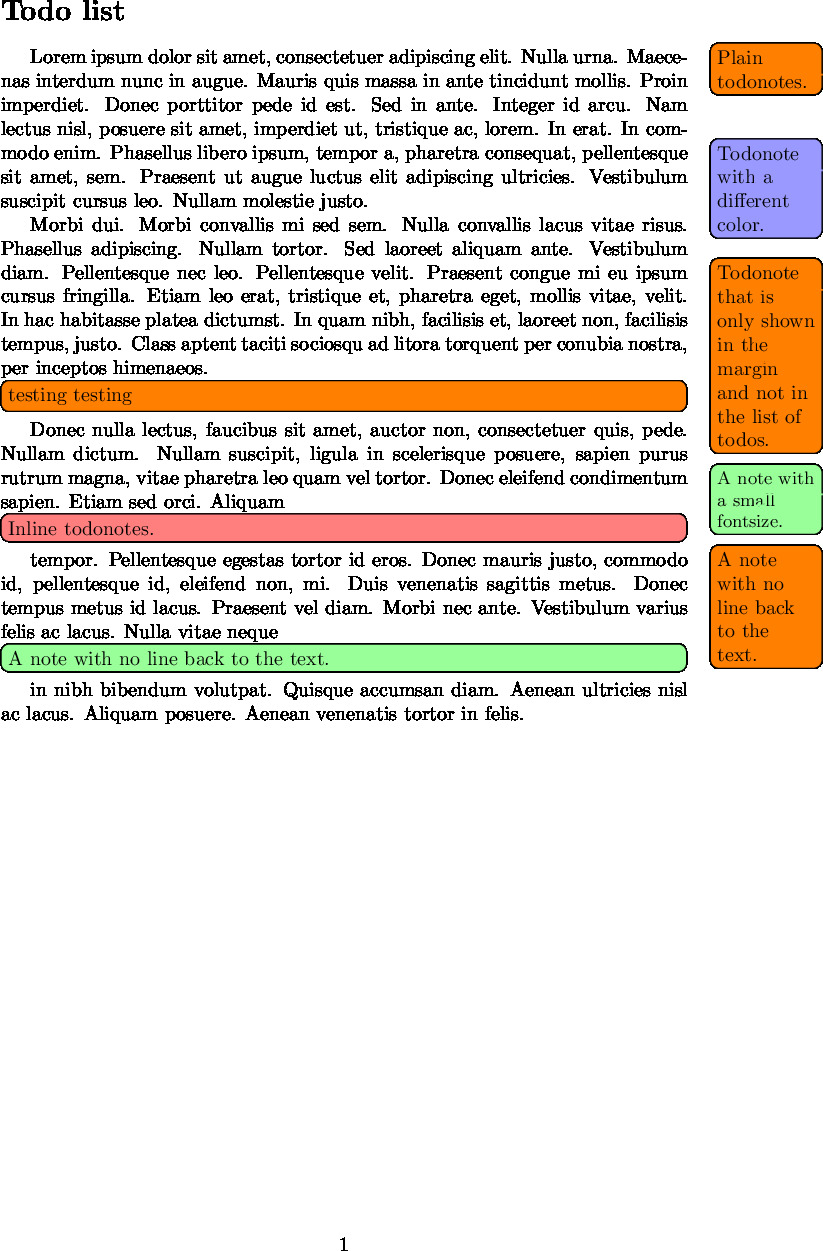 Todo list
Lorem ipsum dolor sit amet, consectetuer adipiscing elit. Nulla urna. Maece-
nas interdum nunc in augue. Mauris quis massa in ante tincidunt mollis. Proin
imperdiet. Donec porttitor pede id est. Sed in ante. Integer id arcu. Nam
lectus nisl, posuere sit amet, imperdiet ut, tristique ac, lorem. In erat. In com-
modo enim. Phasellus libero ipsum, tempor a, pharetra consequat, pellentesque
sit amet, sem. Praesent ut augue luctus elit adipiscing ultricies. Vestibulum
suscipit cursus leo. Nullam molestie justo.
Morbi dui. Morbi convallis mi sed sem. Nulla convallis lacus vitae risus.
Phasellus adipiscing. Nullam tortor. Sed laoreet aliquam ante. Vestibulum
diam. Pellentesque nec leo. Pellentesque velit. Praesent congue mi eu ipsum
cursus fringilla. Etiam leo erat, tristique et, pharetra eget, mollis vitae, velit.
In hac habitasse platea dictumst. In quam nibh, facilisis et, laoreet non, facilisis
tempus, justo. Class aptent taciti sociosqu ad litora torquent per conubia nostra,
per inceptos himenaeos.
testing testing
Donec nulla lectus, faucibus sit amet, auctor non, consectetuer quis, pede.
Nullam dictum. Nullam suscipit, ligula in scelerisque posuere, sapien purus
rutrum magna, vitae pharetra leo quam vel tortor. Donec eleifend condimentum
sapien. Etiam sed orci. Aliquam
Inline todonotes.
tempor. Pellentesque egestas tortor id eros. Donec mauris justo, commodo
id, pellentesque id, eleifend non, mi. Duis venenatis sagittis metus. Donec
tempus metus id lacus. Praesent vel diam. Morbi nec ante. Vestibulum varius
felis ac lacus. Nulla vitae neque
A note with no line back to the text.
in nibh bibendum volutpat. Quisque accumsan diam. Aenean ultricies nisl
ac lacus. Aliquam posuere. Aenean venenatis tortor in felis.
Plain
todonotes.
Todonote
with a
different
color.
Todonote
that is
only shown
in the
margin
and not in
the list of
todos.
A note with
a small
fontsize.
A note
with no
line back
to the
text.
1